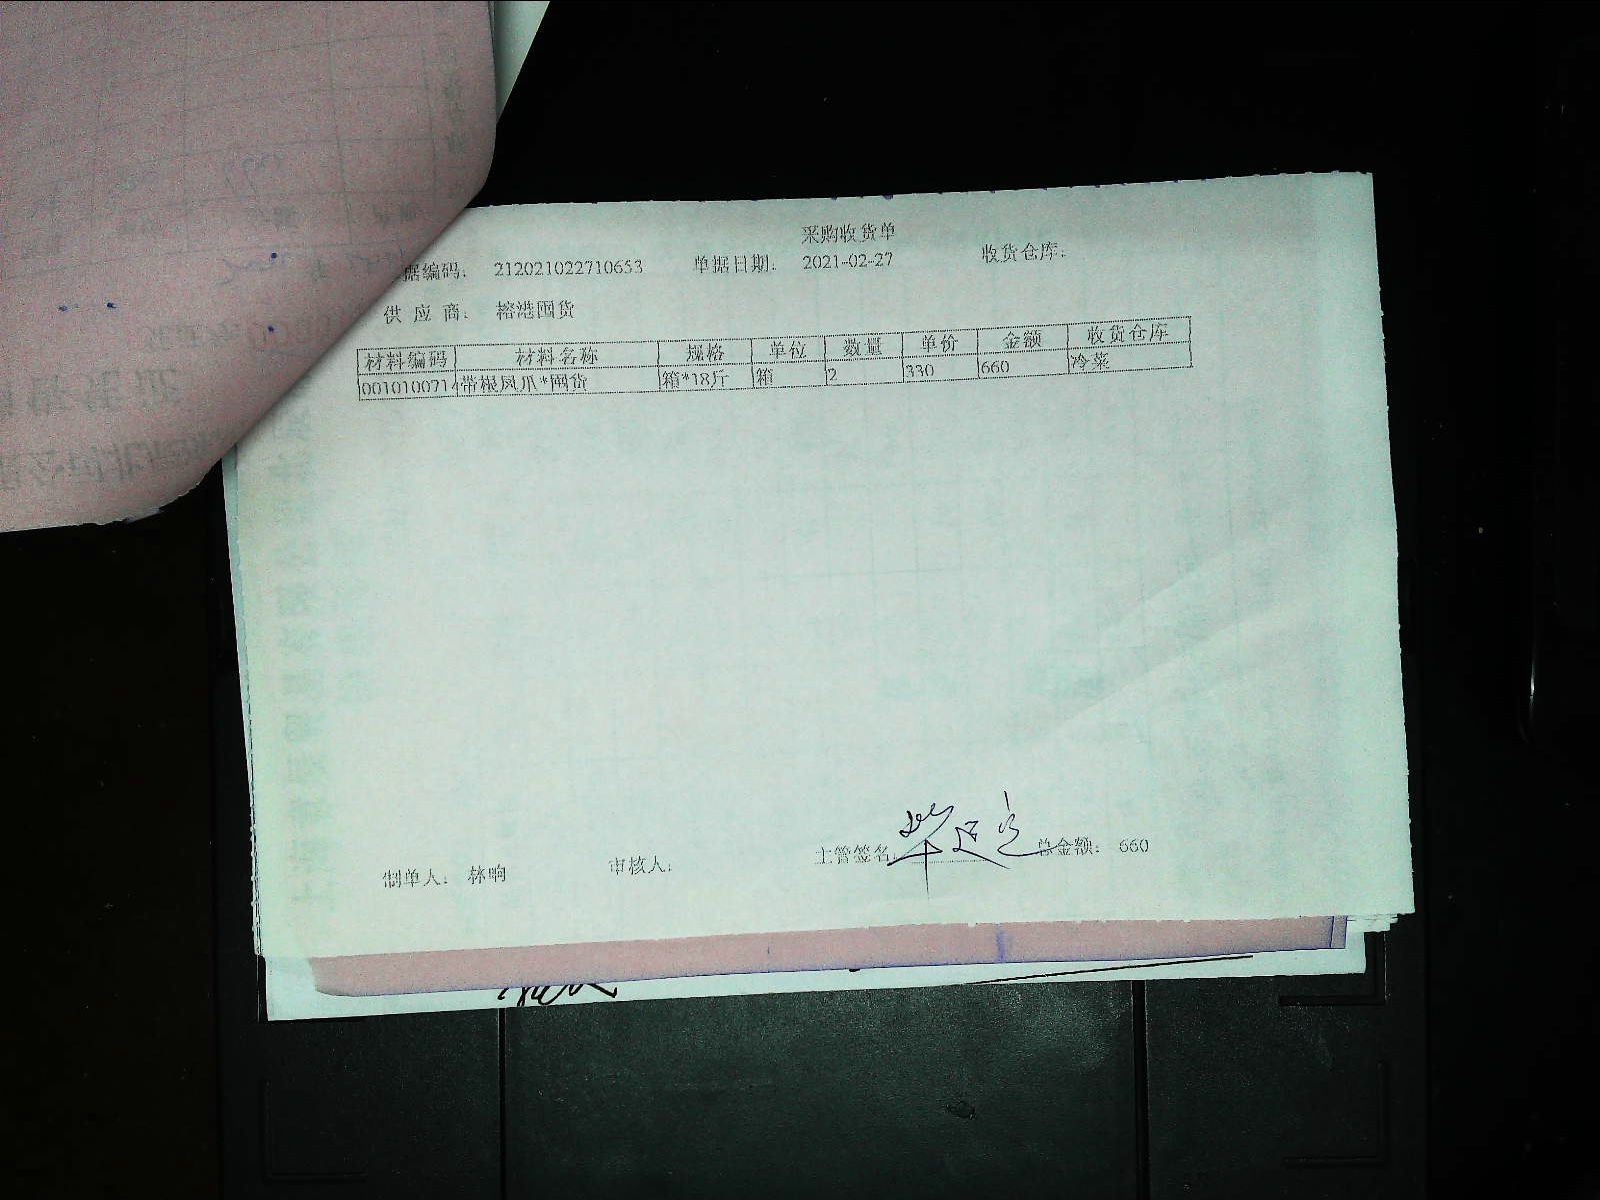 采购收货单
据编码： 212021022710653 单据日期： 2021-02-27 收货仓库：
供 应 商： 榕港囤货
材料编码 材料名称 规格 单位 数量 单价 金额 收货仓库
0010100714 带根凤爪*囤货 箱*18斤 箱 2 330 660 冷菜
制单人： 林响 审核人： 主管签名： 总金额： 660